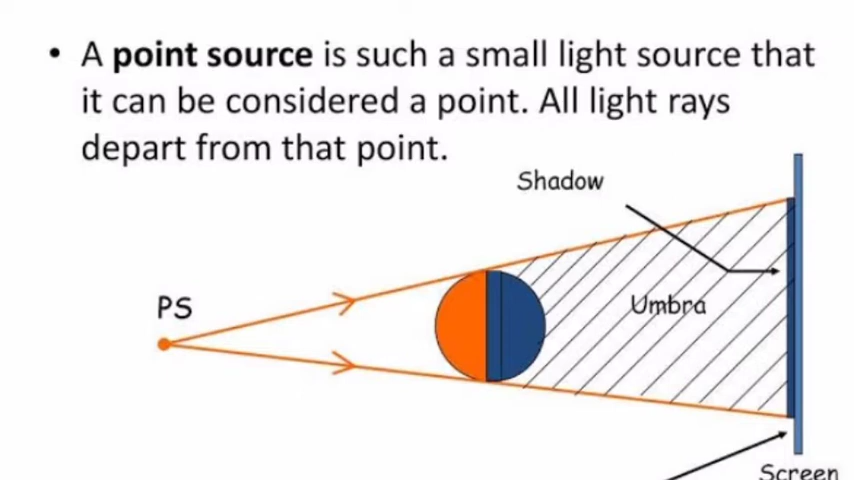 • A point source is such a small light source that
it can be considered a point. All light rays
depart from that point.
Shadow
PS
Umbra
Screen